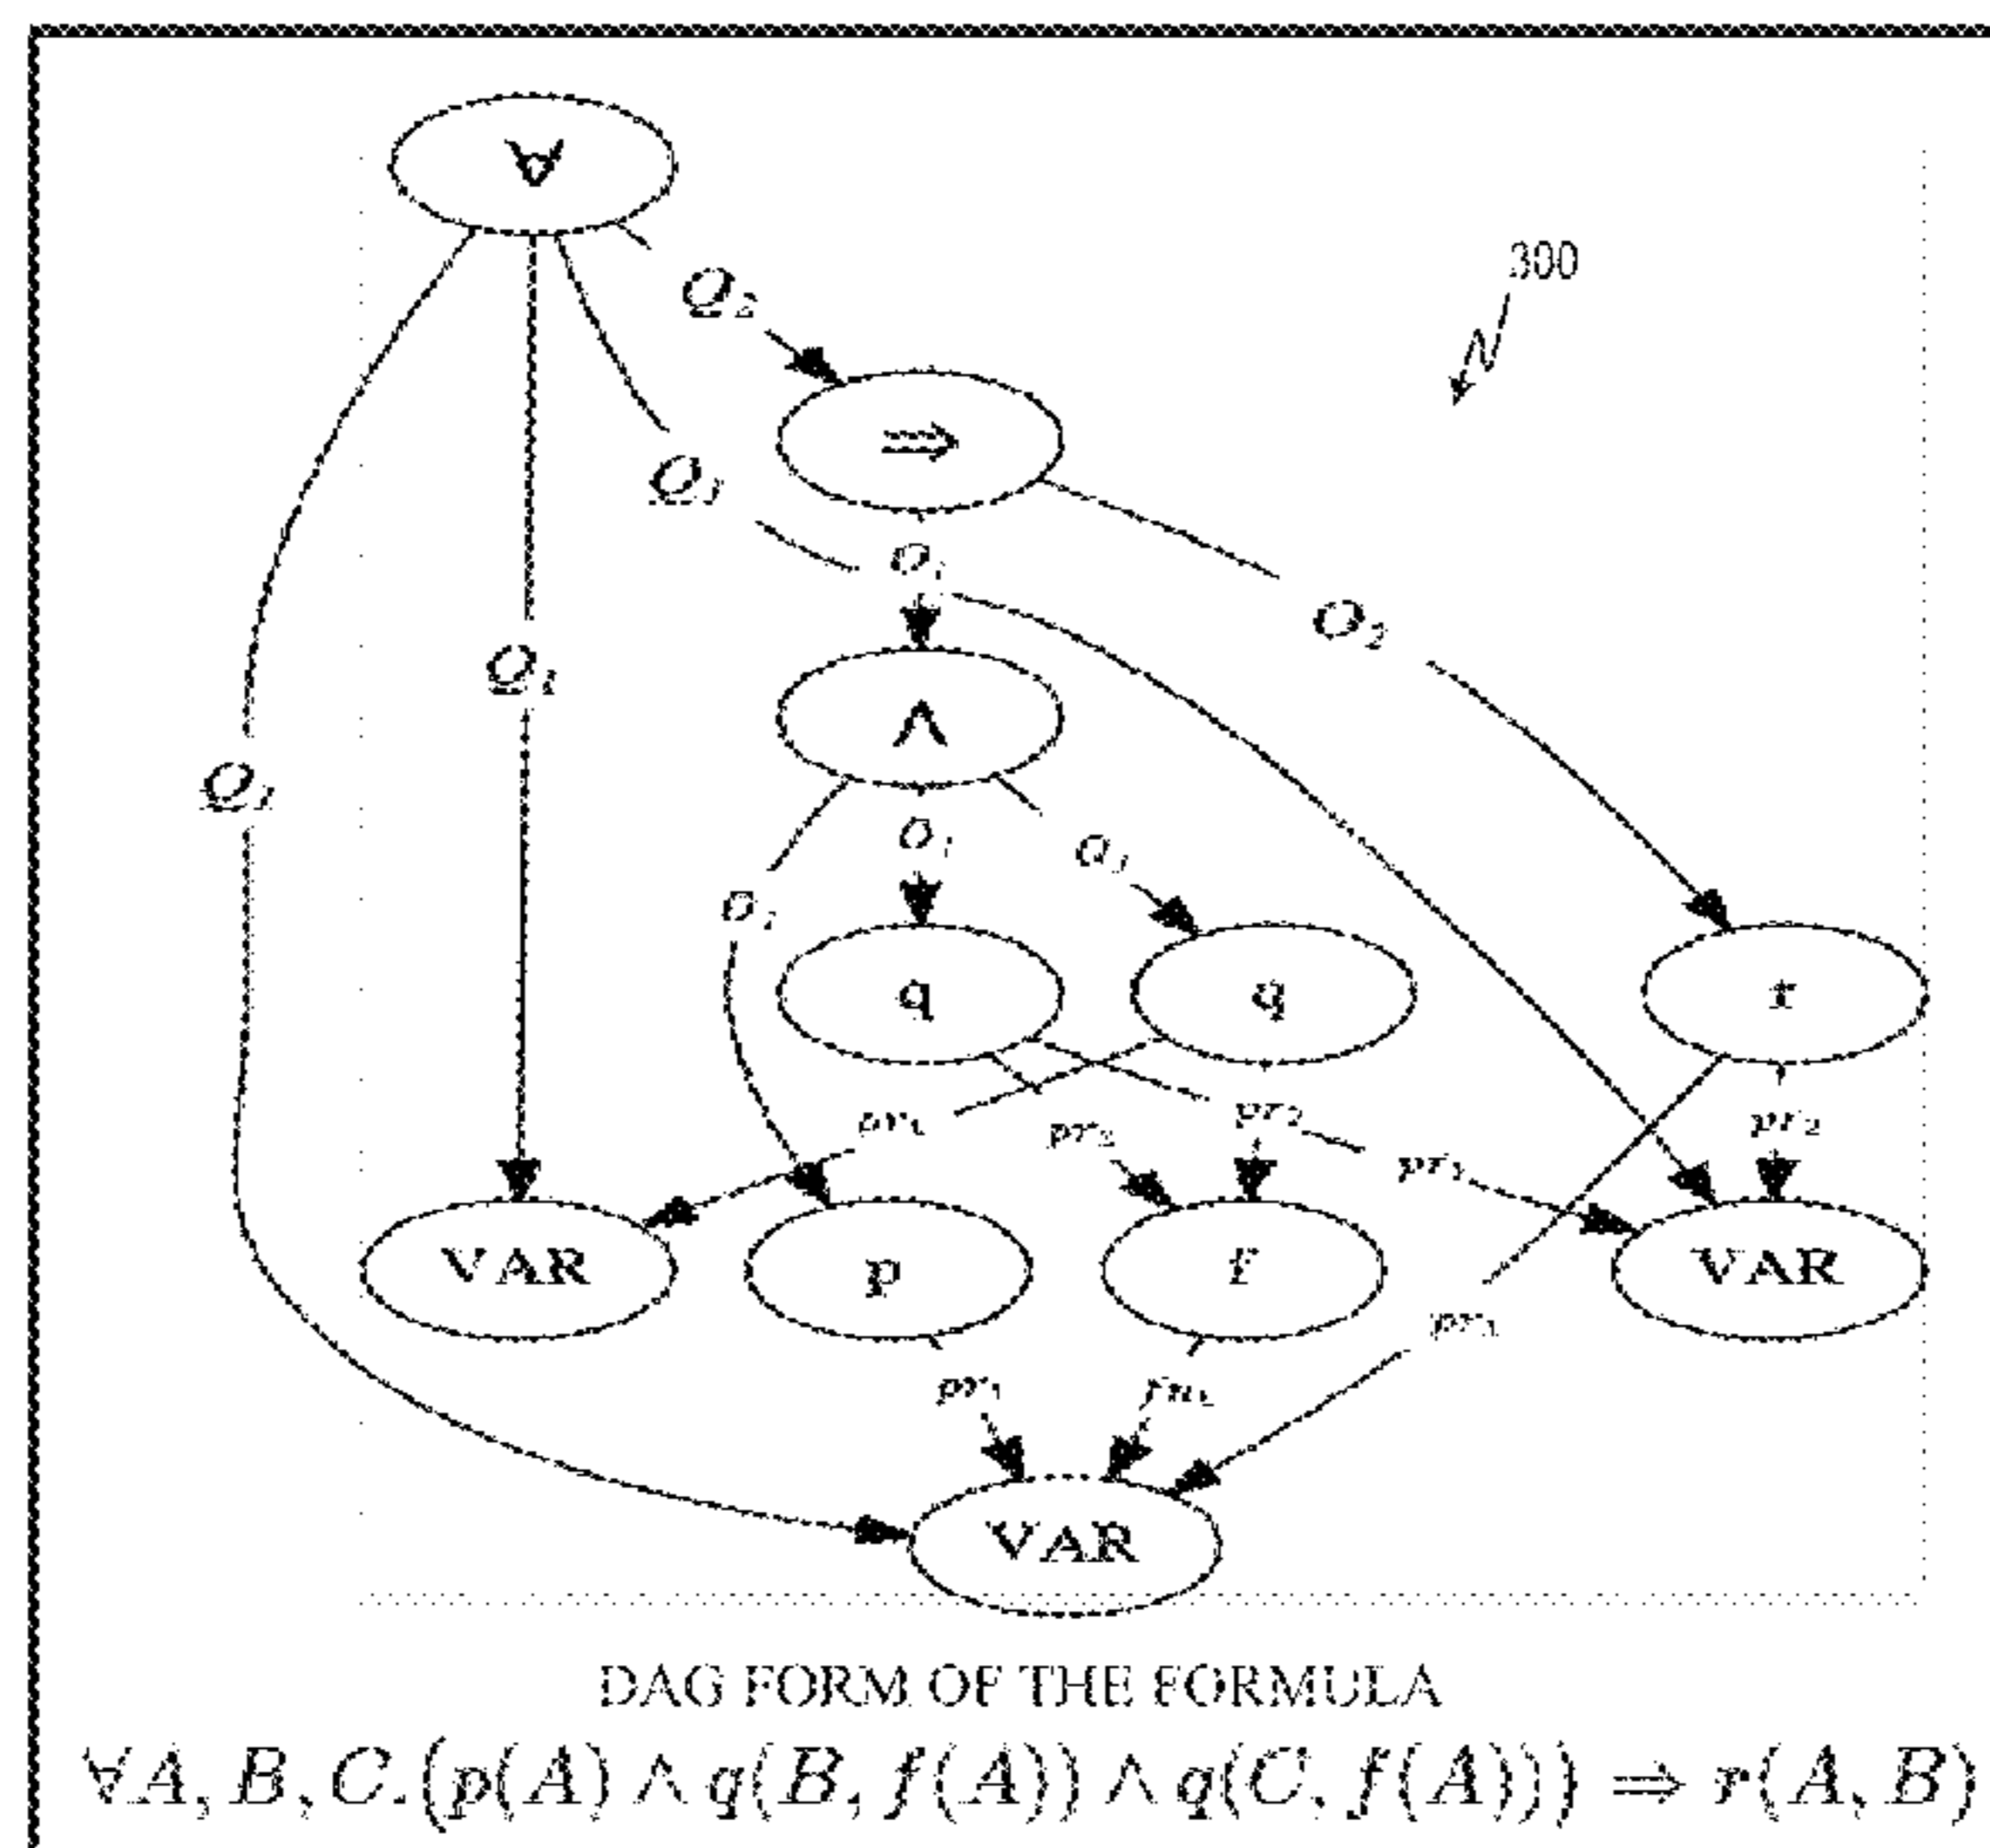 ∀
Q₂
300
⇒
Q₁
O₁
O₂
Q₁
∧
Q₁
O₁
O₁
O₁
q
q
r
pr₁
pr₂
pr₂
pr₂
pr₁
VAR
p
f
VAR
pr₁
pr₁
fn₁
VAR
DAG FORM OF THE FORMULA
∀A, B, C.(p(A) ∧ q(B, f(A)) ∧ q(C, f(A))) ⇒ r(A, B)